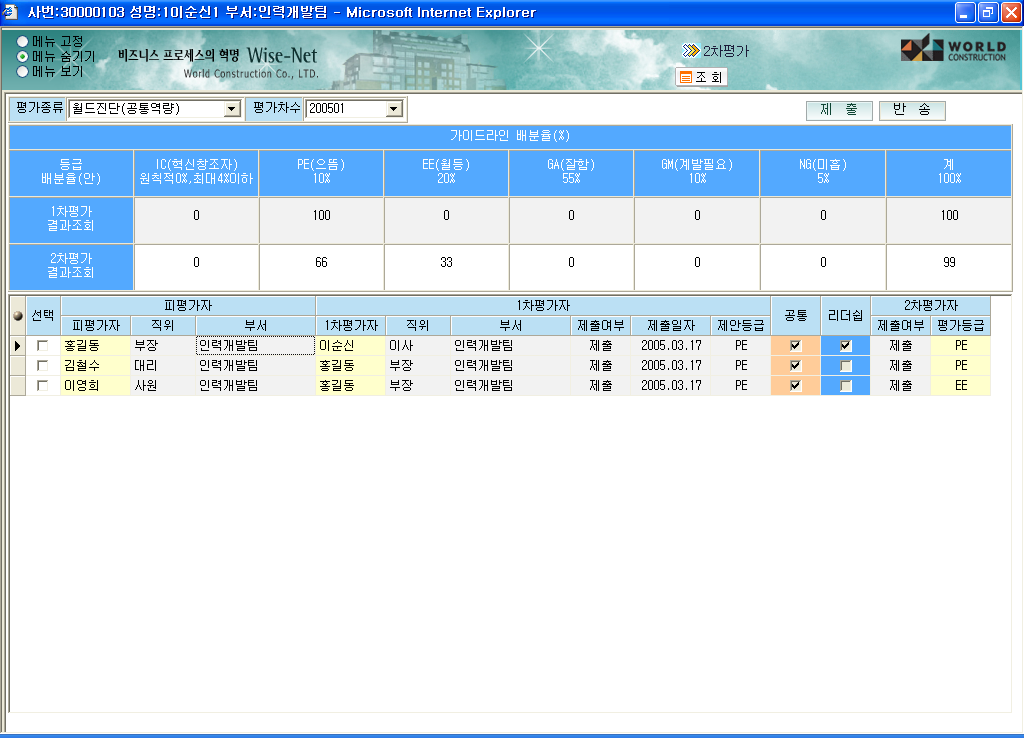 사번:30000103 성명:10이순신1 부서:인력개발팀 - Microsoft Internet Explorer
메뉴 고정
메뉴 숨기기
메뉴 보기
비즈니스 프로세스의 혁명 Wise-Net
World Construction Co., LTD.
2차평가
조 회
WORLD
CONSTRUCTION
평가종류 월드진단(공통역량) 평가차수 200501 제 출 반 송
가이드라인 배분율(%)
등급 배분율(안) IC(혁신창조자) 원칙적0%,최대4%이하 PE(으뜸) 10% EE(월등) 20% GA(잘함) 55% GM(계발필요) 10% NG(미흡) 5% 계 100%
1차평가 결과조회 0 100 0 0 0 0 100
2차평가 결과조회 0 66 33 0 0 0 99
선택 피평가자 1차평가자 공통 리더쉽 2차평가자
피평가자 직위 부서 1차평가자 직위 부서 제출여부 제출일자 제안등급 제출여부 평가등급
홍길동 부장 인력개발팀 이순신 이사 인력개발팀 제출 2005.03.17 PE 제출 PE
김철수 대리 인력개발팀 홍길동 부장 인력개발팀 제출 2005.03.17 PE 제출 PE
이영희 사원 인력개발팀 홍길동 부장 인력개발팀 제출 2005.03.17 PE 제출 EE